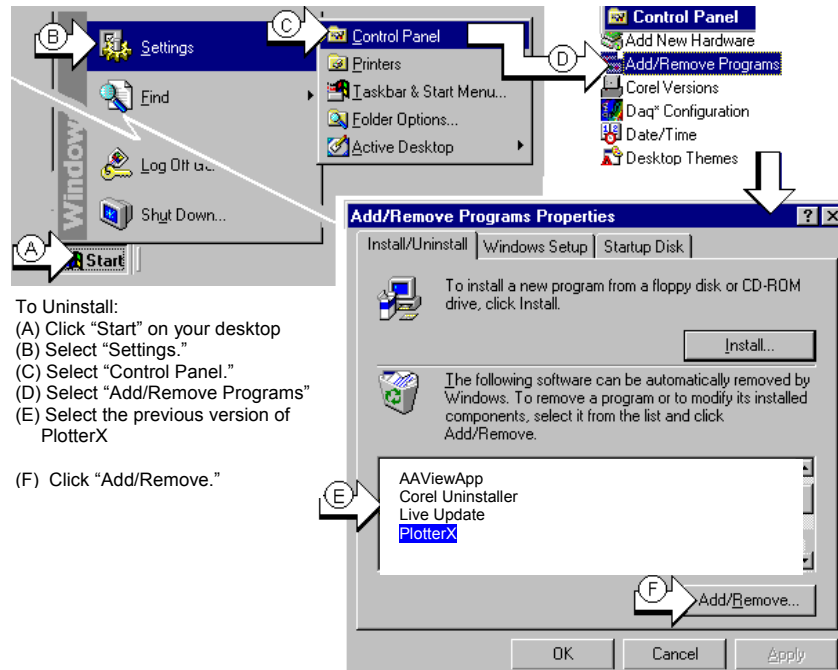 B
Settings
Find
Log Off
Shut Down...
Windows
A
Start
C
Control Panel
Printers
Taskbar & Start Menu...
Folder Options...
Active Desktop
D
Control Panel
Add New Hardware
Add/Remove Programs
Corel Versions
Daq* Configuration
Date/Time
Desktop Themes
To Uninstall:
(A) Click “Start” on your desktop
(B) Select “Settings.”
(C) Select “Control Panel.”
(D) Select “Add/Remove Programs”
(E) Select the previous version of
PlotterX
(F) Click “Add/Remove.”
Add/Remove Programs Properties
Install/Uninstall Windows Setup Startup Disk
To install a new program from a floppy disk or CD-ROM
drive, click Install.
Install...
The following software can be automatically removed by
Windows. To remove a program or to modify its installed
components, select it from the list and click
Add/Remove.
E
AAViewApp
Corel Uninstaller
Live Update
PlotterX
F
Add/Remove...
OK Cancel Apply